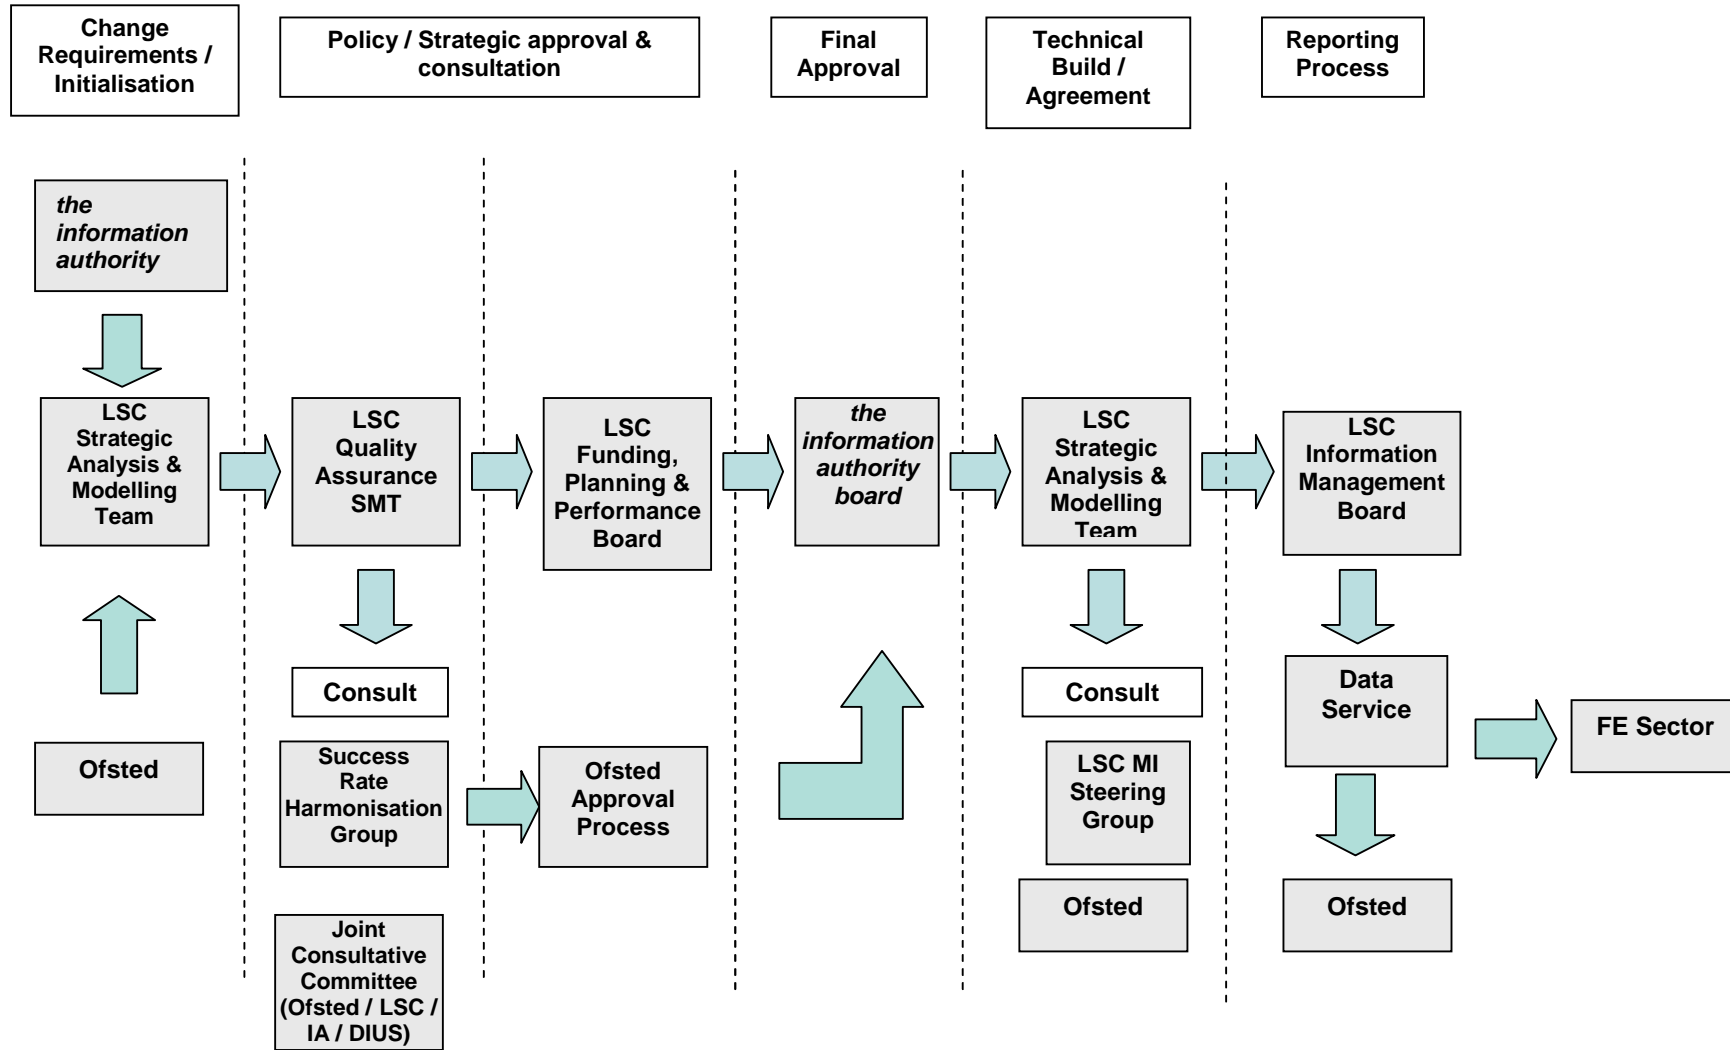 Change
Requirements /
Initialisation
Policy / Strategic approval &
consultation
Final
Approval
Technical
Build /
Agreement
Reporting
Process
the
information
authority
LSC
Strategic
Analysis &
Modelling
Team
Ofsted
LSC
Quality
Assurance
SMT
Consult
Success
Rate
Harmonisation
Group
Joint
Consultative
Committee
(Ofsted / LSC /
IA / DIUS)
LSC
Funding,
Planning &
Performance
Board
Ofsted
Approval
Process
the
information
authority
board
LSC
Strategic
Analysis &
Modelling
Team
Consult
LSC MI
Steering
Group
Ofsted
LSC
Information
Management
Board
Data
Service
Ofsted
FE Sector